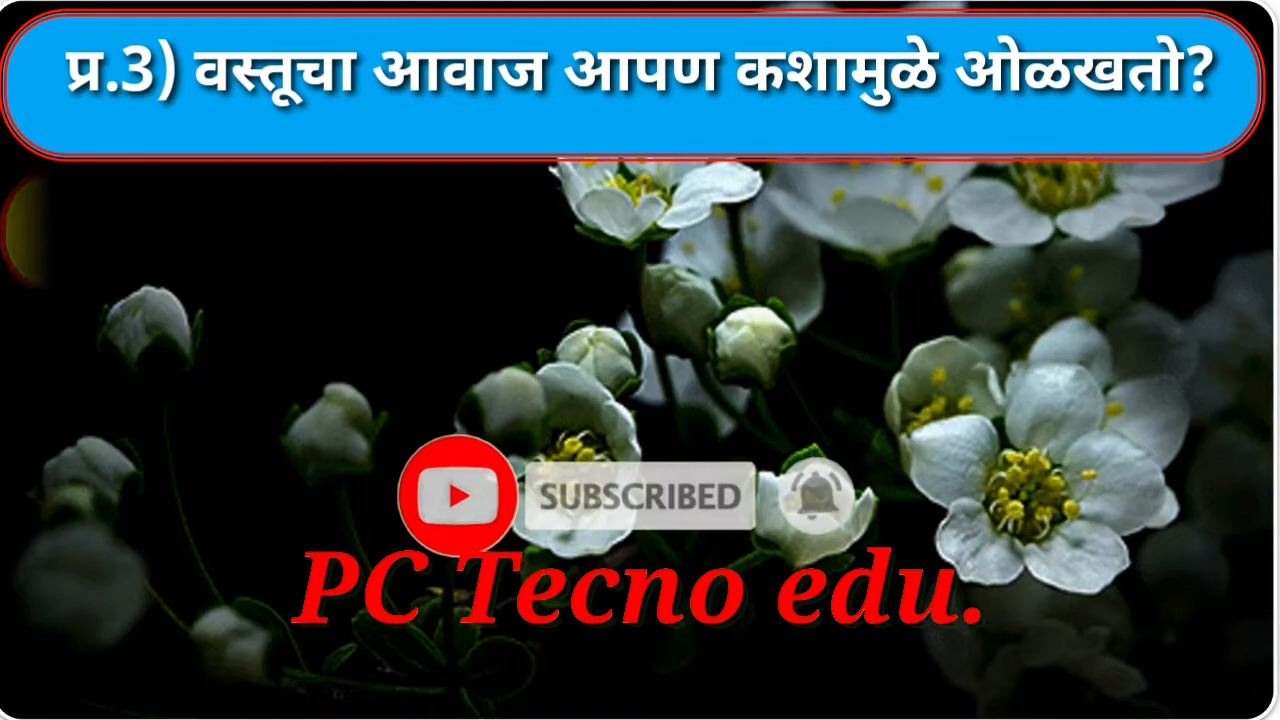 प्र.3) वस्तूचा आवाज आपण कशामुळे ओळखतो?
SUBSCRIBED
PC Tecno edu.